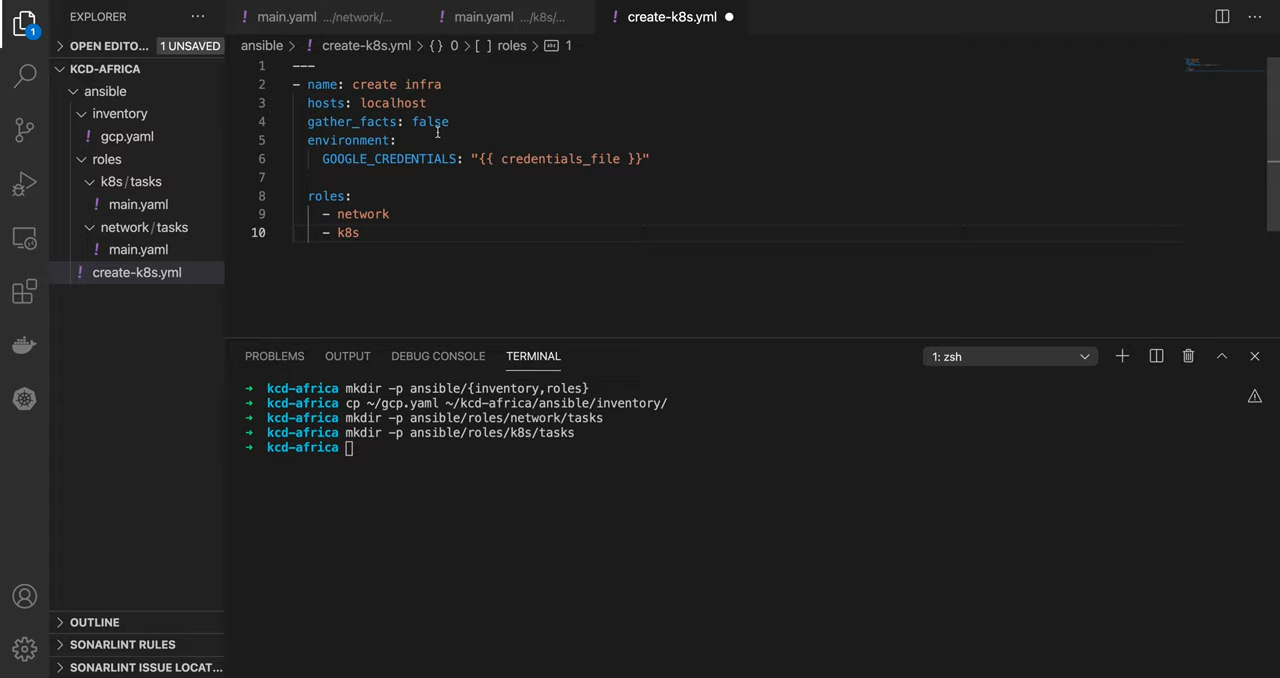 EXPLORER ...
main.yaml .../network/...
main.yaml .../k8s/...
! create-k8s.yml
...
1
OPEN EDITO... 1 UNSAVED
KCD-AFRICA
ansible
inventory
! gcp.yaml
roles
k8s / tasks
! main.yaml
network / tasks
! main.yaml
! create-k8s.yml
OUTLINE
SONARLINT RULES
SONARLINT ISSUE LOCAT...
ansible > ! create-k8s.yml > {} 0 > [ ] roles > abc 1
1 ---
2 - name: create infra
3 hosts: localhost
4 gather_facts: false
5 environment:
6 GOOGLE_CREDENTIALS: "{{ credentials_file }}"
7
8 roles:
9 - network
10 - k8s
PROBLEMS OUTPUT DEBUG CONSOLE TERMINAL 1: zsh
→ kcd-africa mkdir -p ansible/{inventory,roles}
→ kcd-africa cp ~/gcp.yaml ~/kcd-africa/ansible/inventory/
→ kcd-africa mkdir -p ansible/roles/network/tasks
→ kcd-africa mkdir -p ansible/roles/k8s/tasks
→ kcd-africa